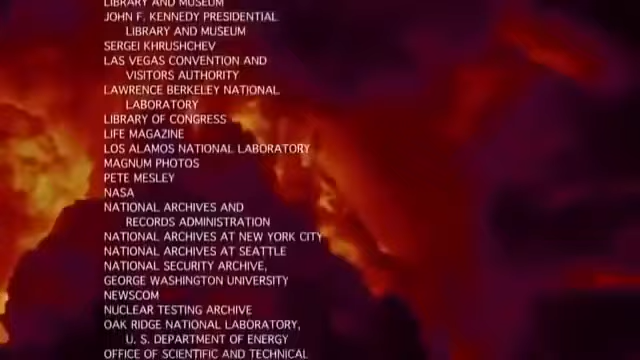 LIBRARY AND MUSEUM
JOHN F. KENNEDY PRESIDENTIAL
LIBRARY AND MUSEUM
SERGEI KHRUSHCHEV
LAS VEGAS CONVENTION AND
VISITORS AUTHORITY
LAWRENCE BERKELEY NATIONAL
LABORATORY
LIBRARY OF CONGRESS
LIFE MAGAZINE
LOS ALAMOS NATIONAL LABORATORY
MAGNUM PHOTOS
PETE MESLEY
NASA
NATIONAL ARCHIVES AND
RECORDS ADMINISTRATION
NATIONAL ARCHIVES AT NEW YORK CITY
NATIONAL ARCHIVES AT SEATTLE
NATIONAL SECURITY ARCHIVE,
GEORGE WASHINGTON UNIVERSITY
NEWSCOM
NUCLEAR TESTING ARCHIVE
OAK RIDGE NATIONAL LABORATORY,
U. S. DEPARTMENT OF ENERGY
OFFICE OF SCIENTIFIC AND TECHNICAL